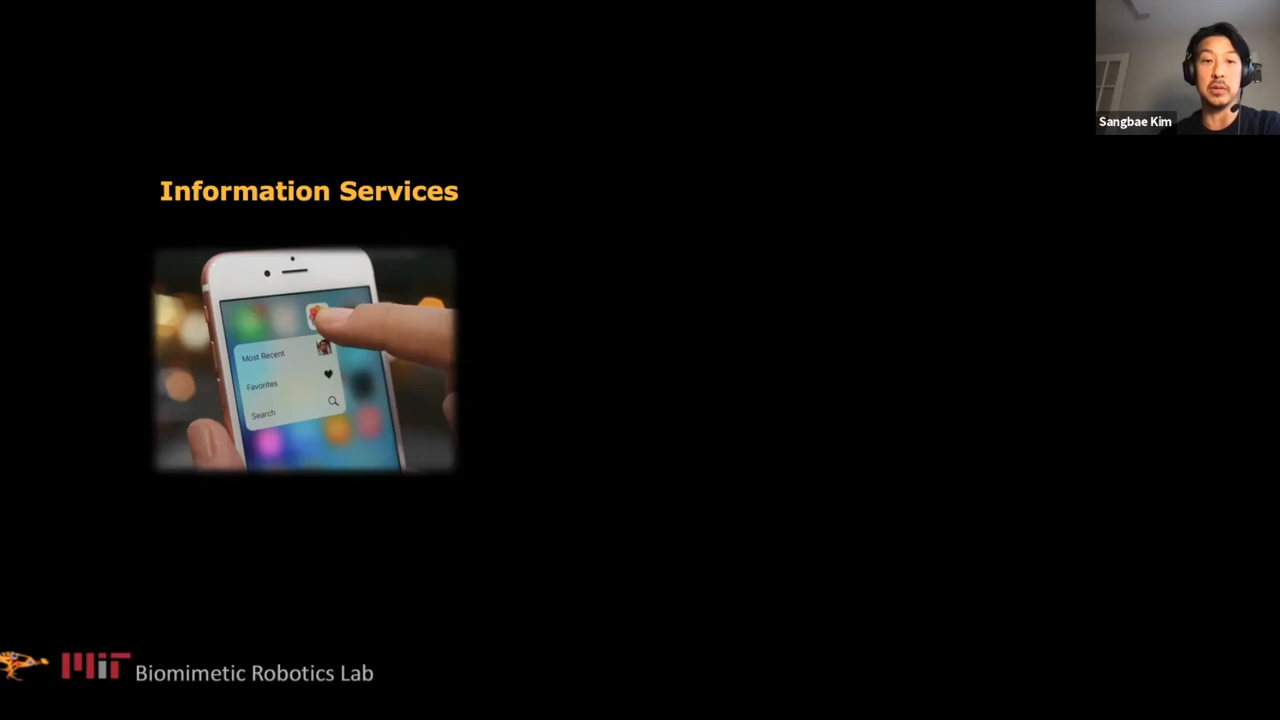 Sangbae Kim
Information Services
Most Recent
Favorites
Search
MIT Biomimetic Robotics Lab